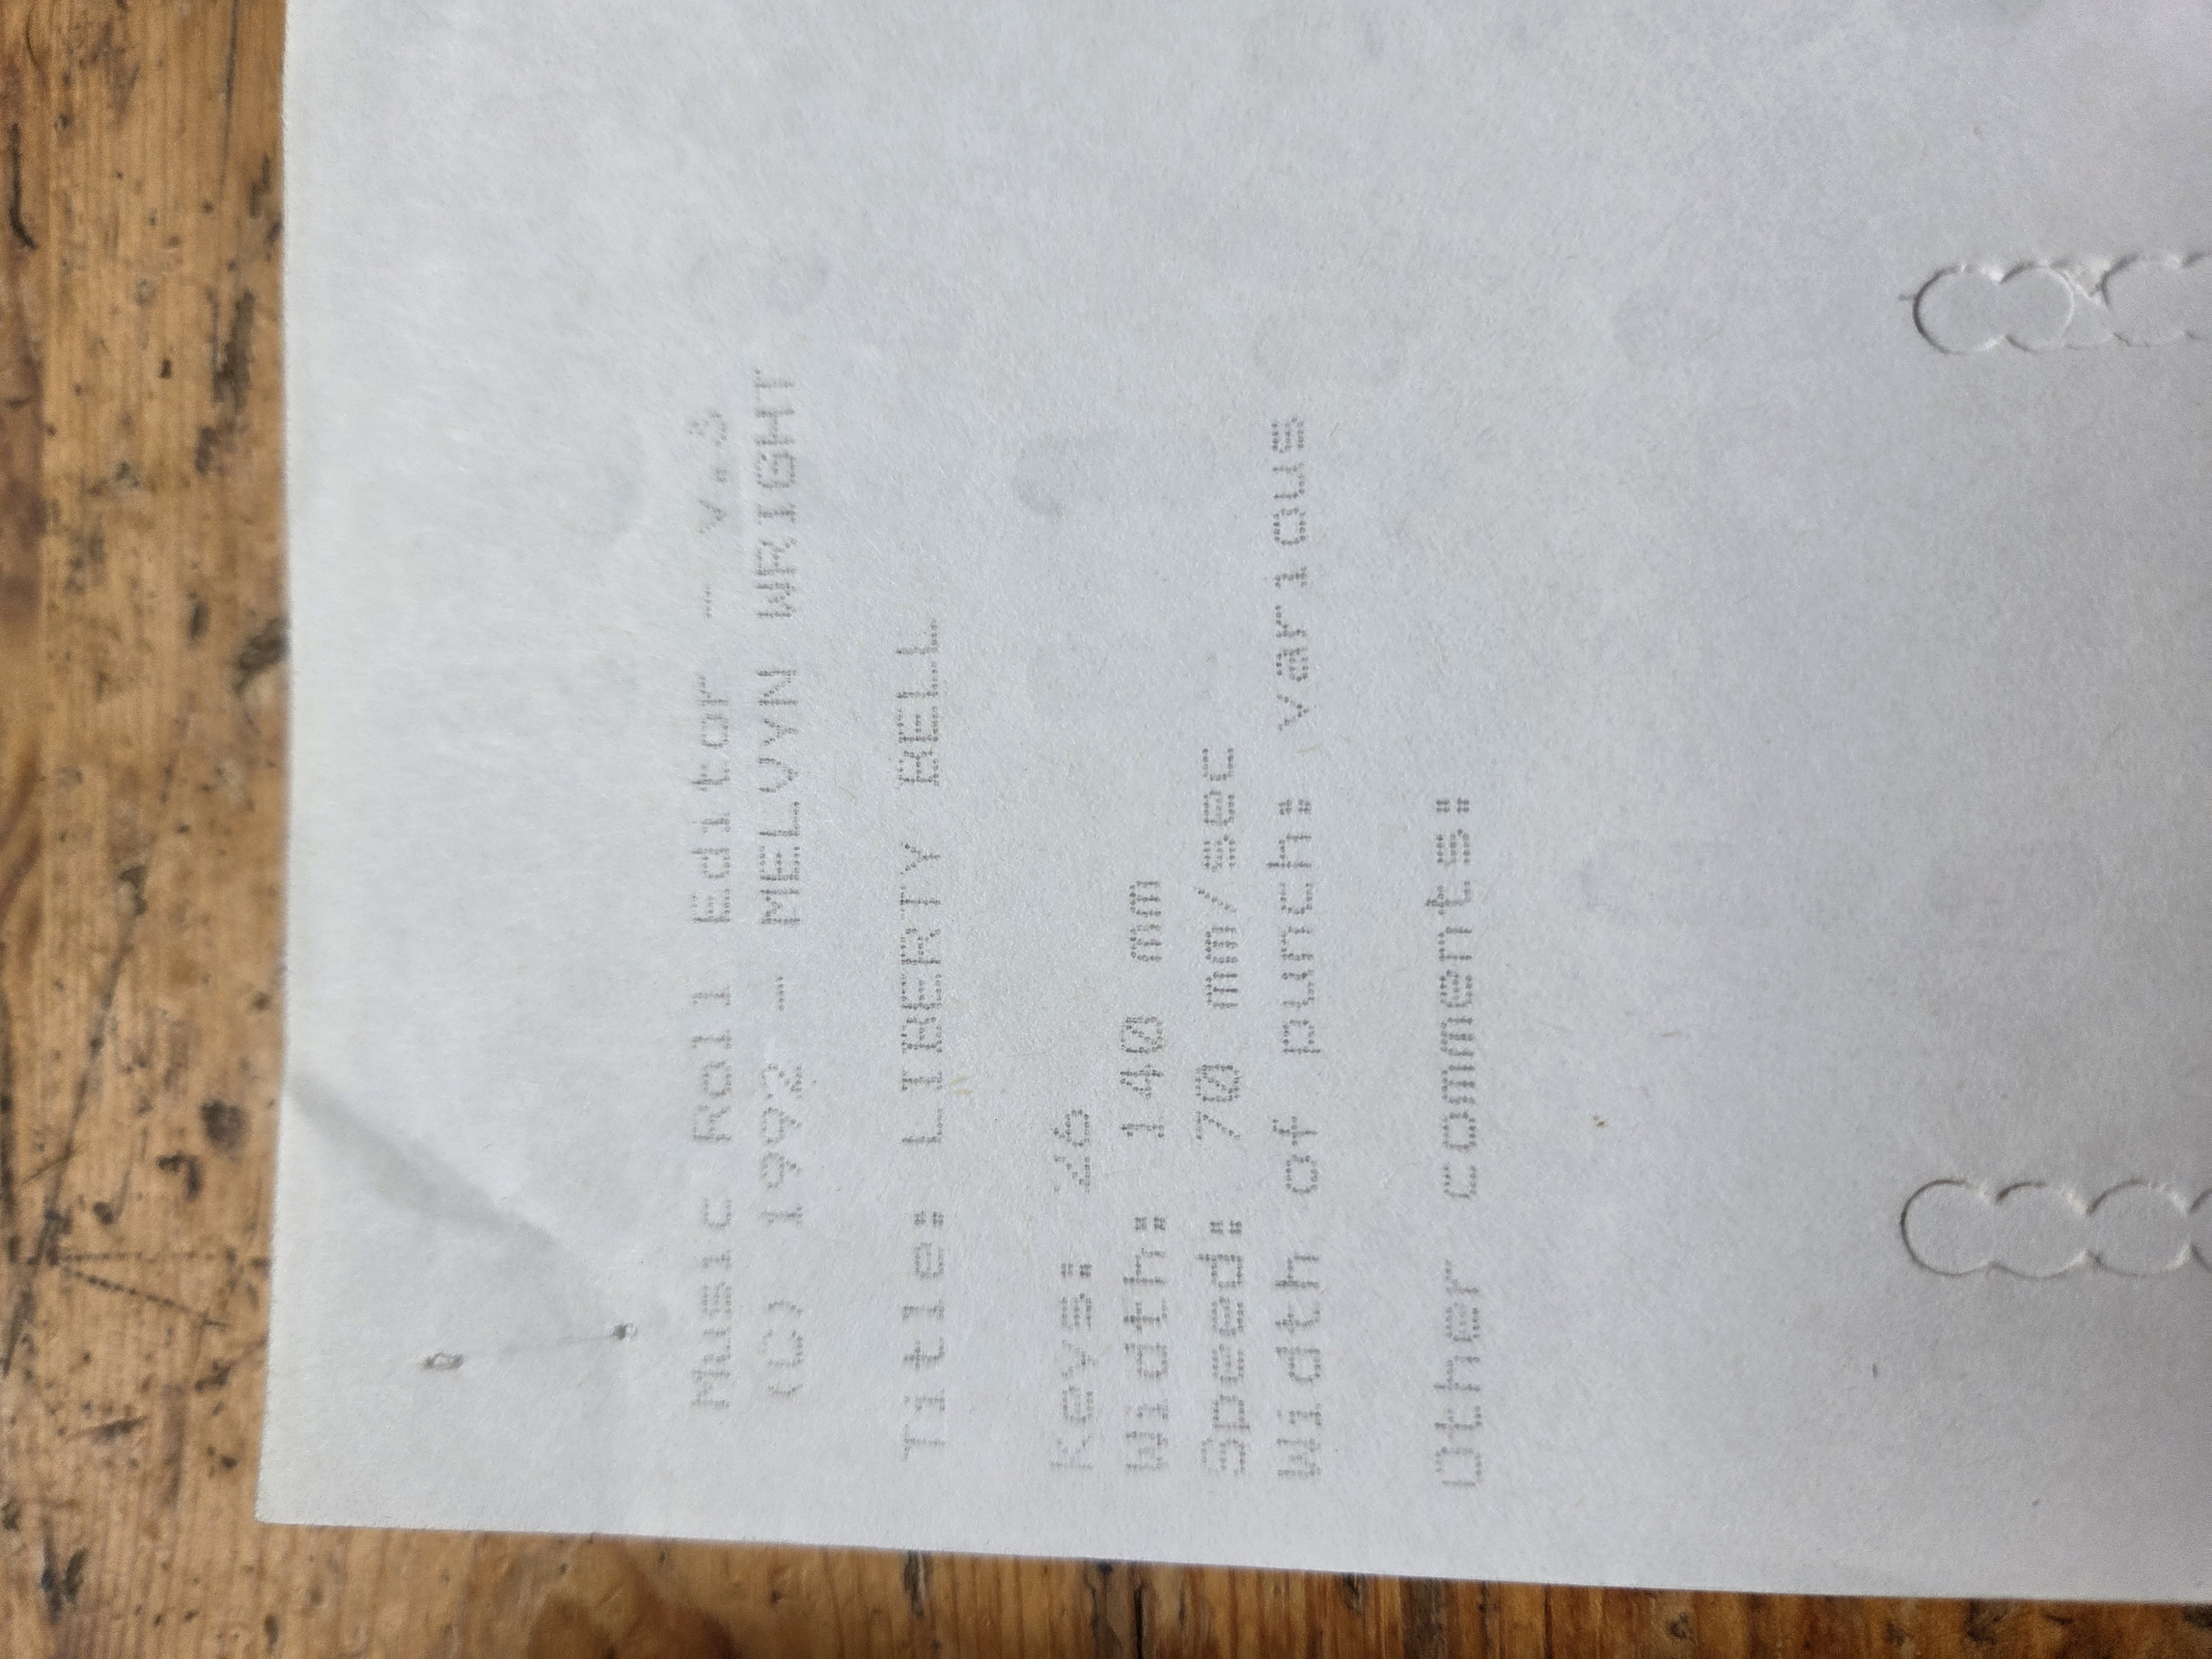 Music Roll Editor - V.3
(C) 1992 - MELVYN WRIGHT
Title: LIBERTY BELL
Keys: 26
Width: 140 mm
Speed: 70 mm/sec
Width of punch: various
Other comments: